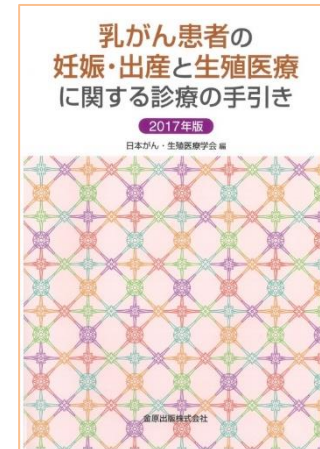 乳がん患者の
妊娠・出産と生殖医療
に関する診療の手引き
2017年版
日本がん・生殖医療学会 編
金原出版株式会社